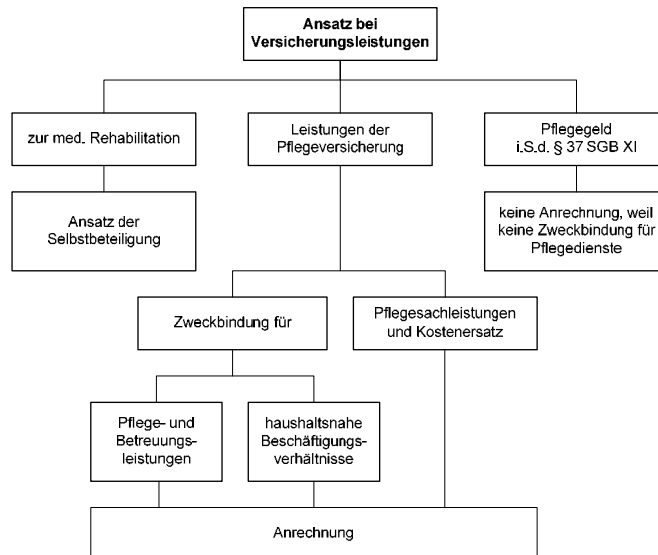 Ansatz bei
Versicherungsleistungen
zur med. Rehabilitation
Leistungen der
Pflegeversicherung
Pflegegeld
i.S.d. § 37 SGB XI
Ansatz der
Selbstbeteiligung
keine Anrechnung, weil
keine Zweckbindung für
Pflegedienste
Zweckbindung für
Pflegesachleistungen
und Kostenersatz
Pflege- und
Betreuungs-
leistungen
haushaltsnahe
Beschäftigungs-
verhältnisse
Anrechnung